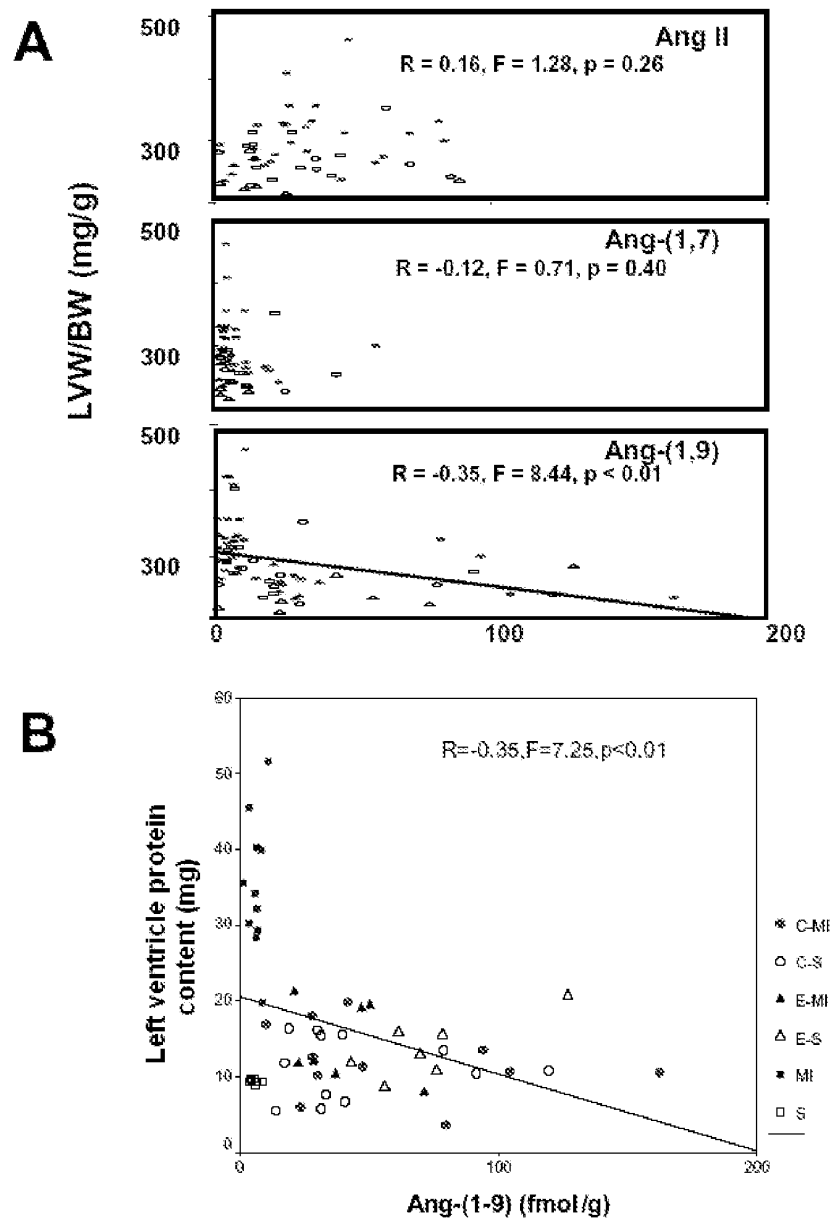 A
LVW/BW (mg/g)
500
300
Ang II
R = 0.16, F = 1.28, p = 0.26
500
300
Ang-(1,7)
R = -0.12, F = 0.71, p = 0.40
500
300
Ang-(1,9)
R = -0.35, F = 8.44, p < 0.01
0 100 200
B
Left ventricle protein
content (mg)
60
50
40
30
20
10
0
R=-0.35,F=7.25,p<0.01
C-MI
C-S
E-MI
E-S
MI
S
0 100 200
Ang-(1-9) (fmol/g)